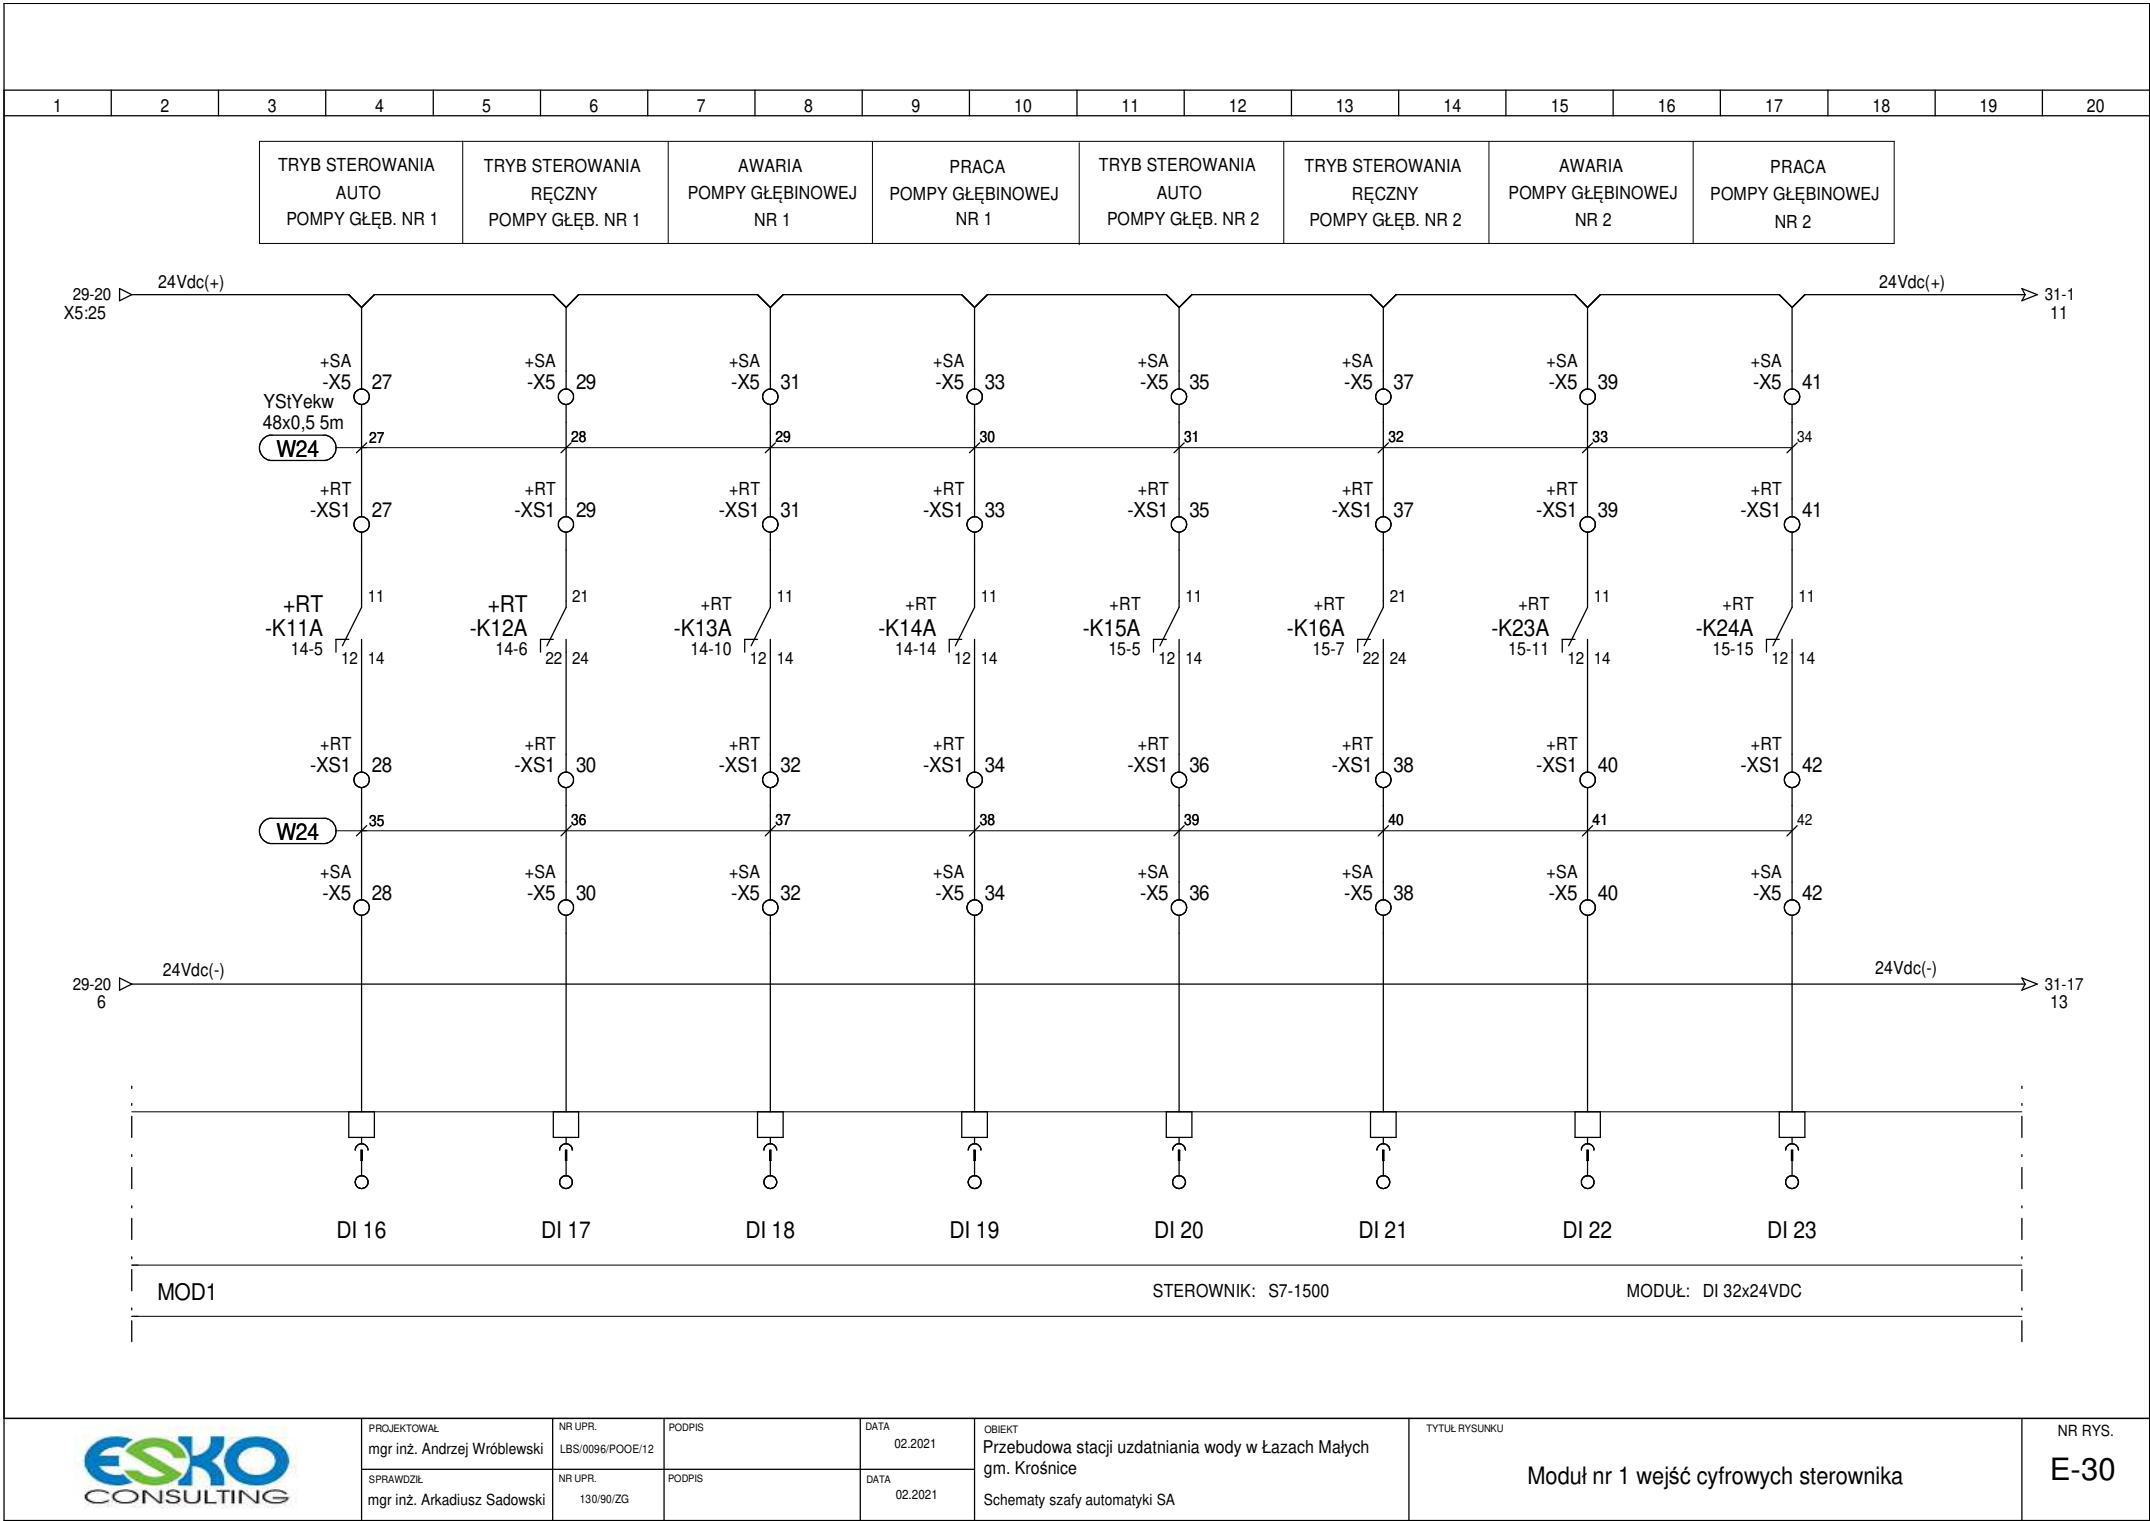 1 2 3 4 5 6 7 8 9 10 11 12 13 14 15 16 17 18 19 20
TRYB STEROWANIA
AUTO
POMPY GŁĘB. NR 1
TRYB STEROWANIA
RĘCZNY
POMPY GŁĘB. NR 1
AWARIA
POMPY GŁĘBINOWEJ
NR 1
PRACA
POMPY GŁĘBINOWEJ
NR 1
TRYB STEROWANIA
AUTO
POMPY GŁĘB. NR 2
TRYB STEROWANIA
RĘCZNY
POMPY GŁĘB. NR 2
AWARIA
POMPY GŁĘBINOWEJ
NR 2
PRACA
POMPY GŁĘBINOWEJ
NR 2
24Vdc(+) 24Vdc(+)
29-20 31-1
X5:25 11
+SA +SA +SA +SA +SA +SA +SA +SA
-X5 27 -X5 29 -X5 31 -X5 33 -X5 35 -X5 37 -X5 39 -X5 41
YStYekw
48x0,5 5m
W24 27 28 29 30 31 32 33 34
+RT +RT +RT +RT +RT +RT +RT +RT
-XS1 27 -XS1 29 -XS1 31 -XS1 33 -XS1 35 -XS1 37 -XS1 39 -XS1 41
11 21 11 11 11 21 11 11
+RT +RT +RT +RT +RT +RT +RT +RT
-K11A -K12A -K13A -K14A -K15A -K16A -K23A -K24A
14-5 14-6 14-10 14-14 15-5 15-7 15-11 15-15
12 14 22 24 12 14 12 14 12 14 22 24 12 14 12 14
+RT +RT +RT +RT +RT +RT +RT +RT
-XS1 28 -XS1 30 -XS1 32 -XS1 34 -XS1 36 -XS1 38 -XS1 40 -XS1 42
W24 35 36 37 38 39 40 41 42
+SA +SA +SA +SA +SA +SA +SA +SA
-X5 28 -X5 30 -X5 32 -X5 34 -X5 36 -X5 38 -X5 40 -X5 42
24Vdc(-) 24Vdc(-)
29-20 31-17
6 13
DI 16 DI 17 DI 18 DI 19 DI 20 DI 21 DI 22 DI 23
MOD1 STEROWNIK: S7-1500 MODUŁ: DI 32x24VDC
ESKO
CONSULTING
PROJEKTOWAŁ
mgr inż. Andrzej Wróblewski
NR UPR.
LBS/0096/POOE/12
PODPIS
DATA
02.2021
SPRAWDZIŁ
mgr inż. Arkadiusz Sadowski
NR UPR.
130/90/ZG
PODPIS
DATA
02.2021
OBIEKT
Przebudowa stacji uzdatniania wody w Łazach Małych
gm. Krośnice
Schematy szafy automatyki SA
TYTUŁ RYSUNKU
Moduł nr 1 wejść cyfrowych sterownika
NR RYS.
E-30